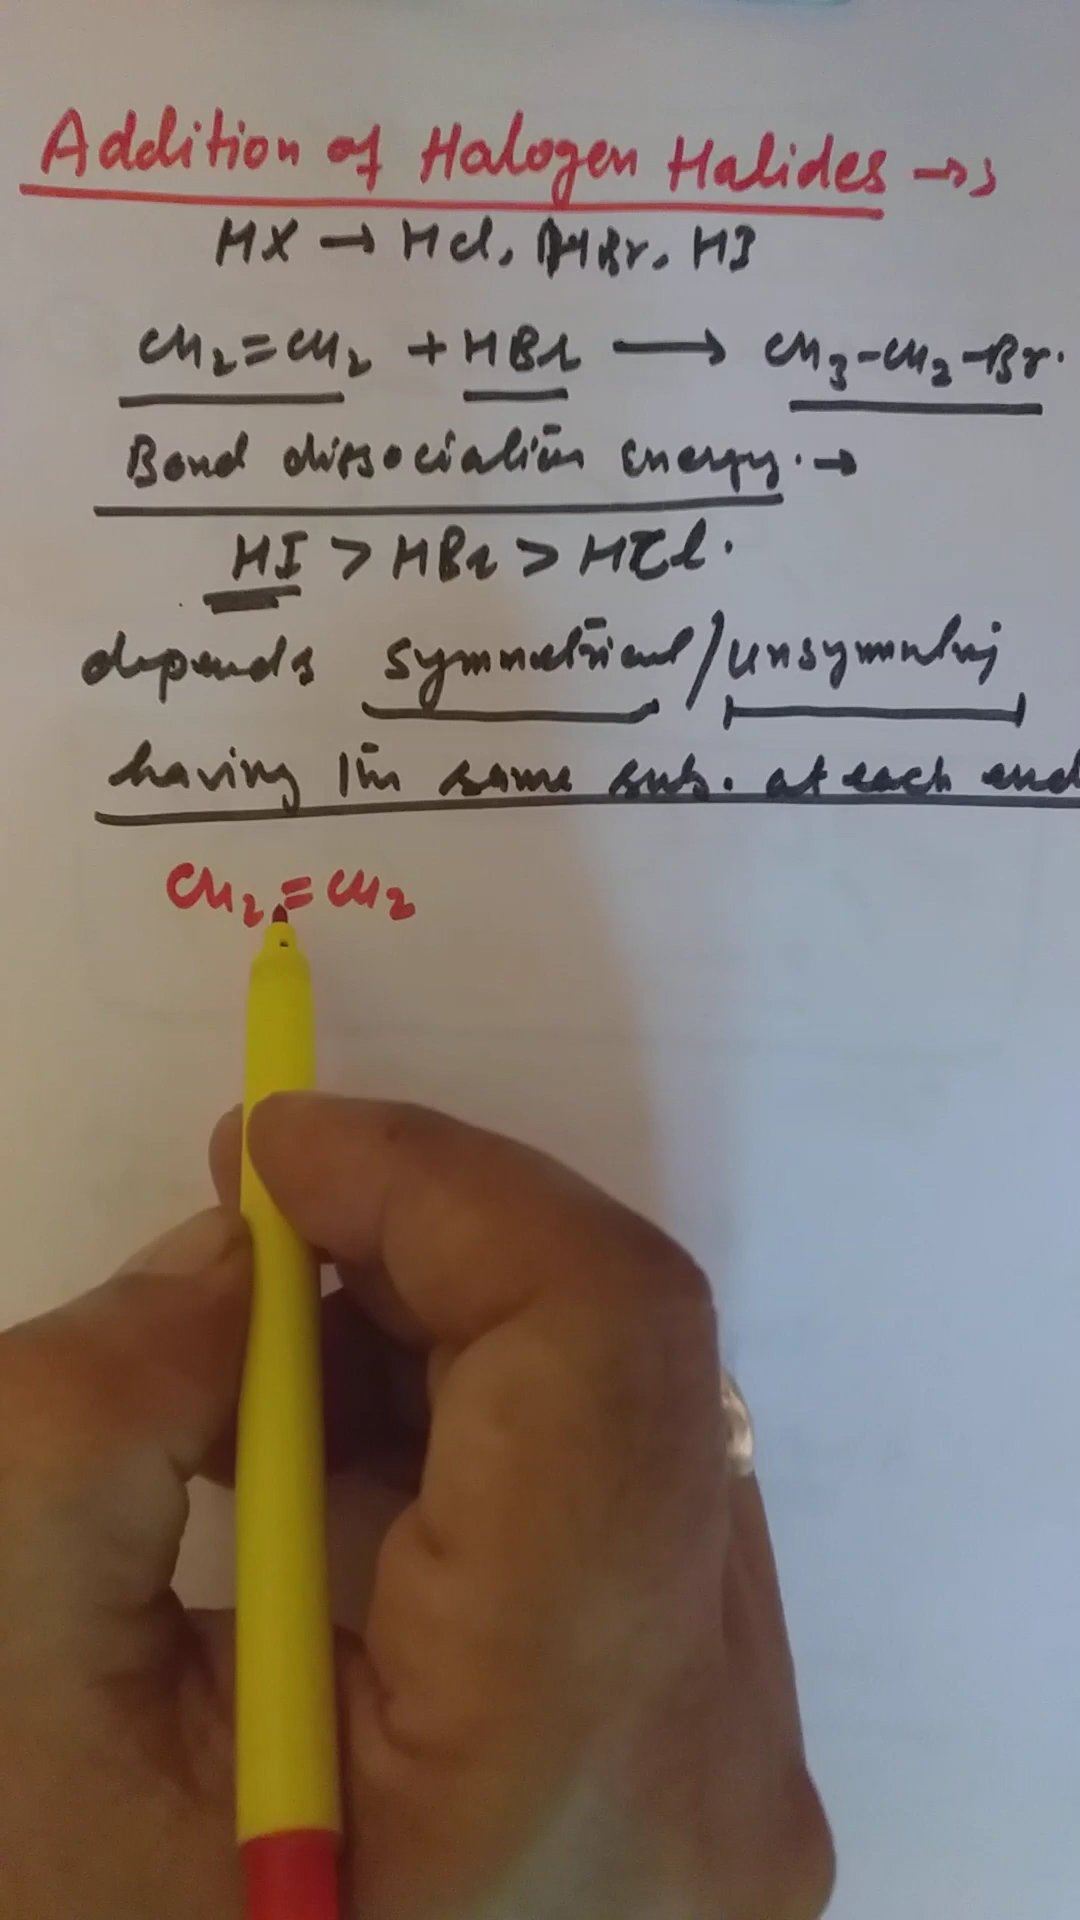 Addition of Halogen Halides →
HX → HCl, HBr, HI
CH2=CH2 + HBr → CH3-CH2-Br.
Bond dissociation energy. →
HI > HBr > HCl.
depends symmetrical / unsymmetri
having the same sub. at each end
CH2=CH2